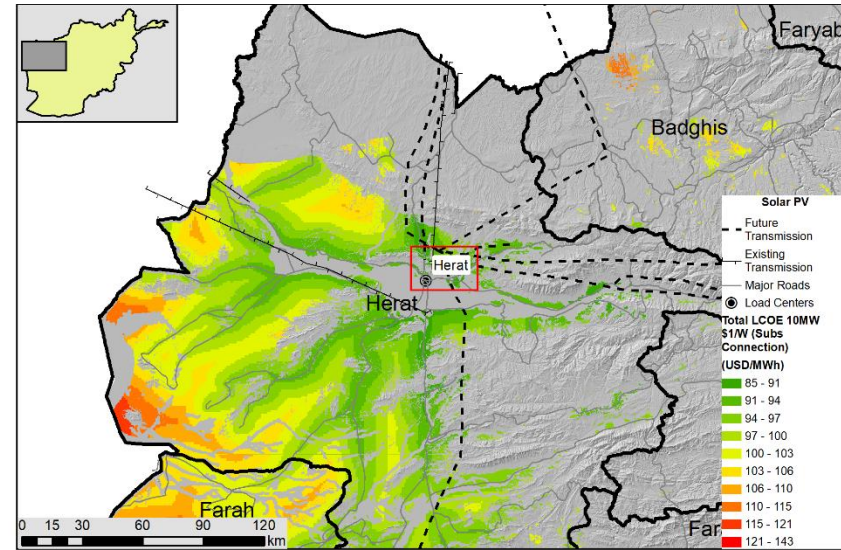 Faryab
Badghis
Herat
Herat
Farah
Far
0 15 30 60 90 120
km
Solar PV
Future
Transmission
Existing
Transmission
Major Roads
Load Centers
Total LCOE 10MW
$1/W (Subs
Connection)
(USD/MWh)
85 - 91
91 - 94
94 - 97
97 - 100
100 - 103
103 - 106
106 - 110
110 - 115
115 - 121
121 - 143